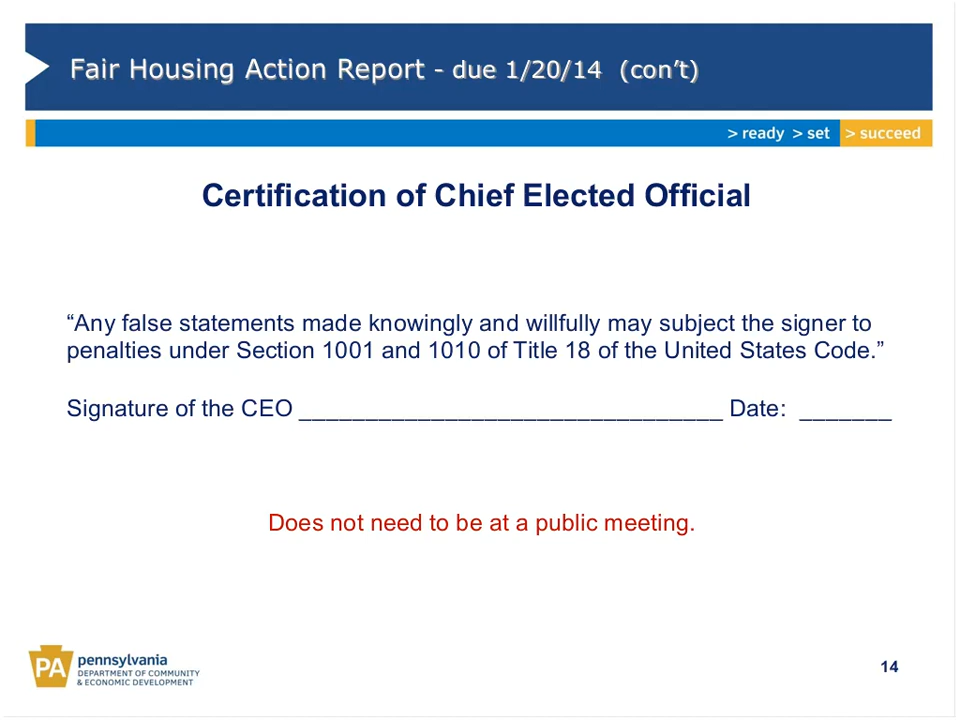 Fair Housing Action Report - due 1/20/14 (con’t)
> ready > set > succeed
Certification of Chief Elected Official
“Any false statements made knowingly and willfully may subject the signer to
penalties under Section 1001 and 1010 of Title 18 of the United States Code.”
Signature of the CEO ________________________________ Date: _______
Does not need to be at a public meeting.
PA pennsylvania
DEPARTMENT OF COMMUNITY
& ECONOMIC DEVELOPMENT
14